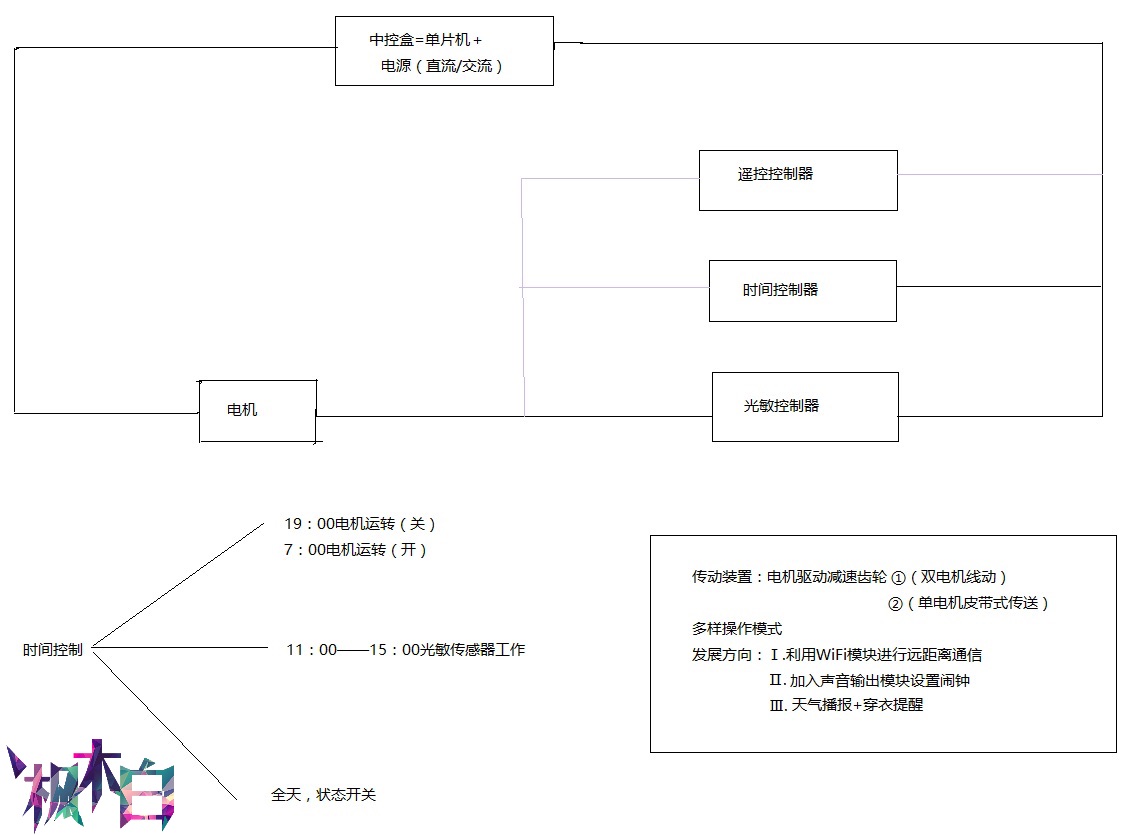 中控盒=单片机＋
电源（直流/交流）
遥控控制器
时间控制器
光敏控制器
电机
19：00电机运转（关）
7：00电机运转（开）
时间控制
11：00——15：00光敏传感器工作
全天，状态开关
传动装置：电机驱动减速齿轮 ①（双电机线动）
②（单电机皮带式传送）
多样操作模式
发展方向：Ⅰ.利用WiFi模块进行远距离通信
Ⅱ. 加入声音输出模块设置闹钟
Ⅲ. 天气播报+穿衣提醒